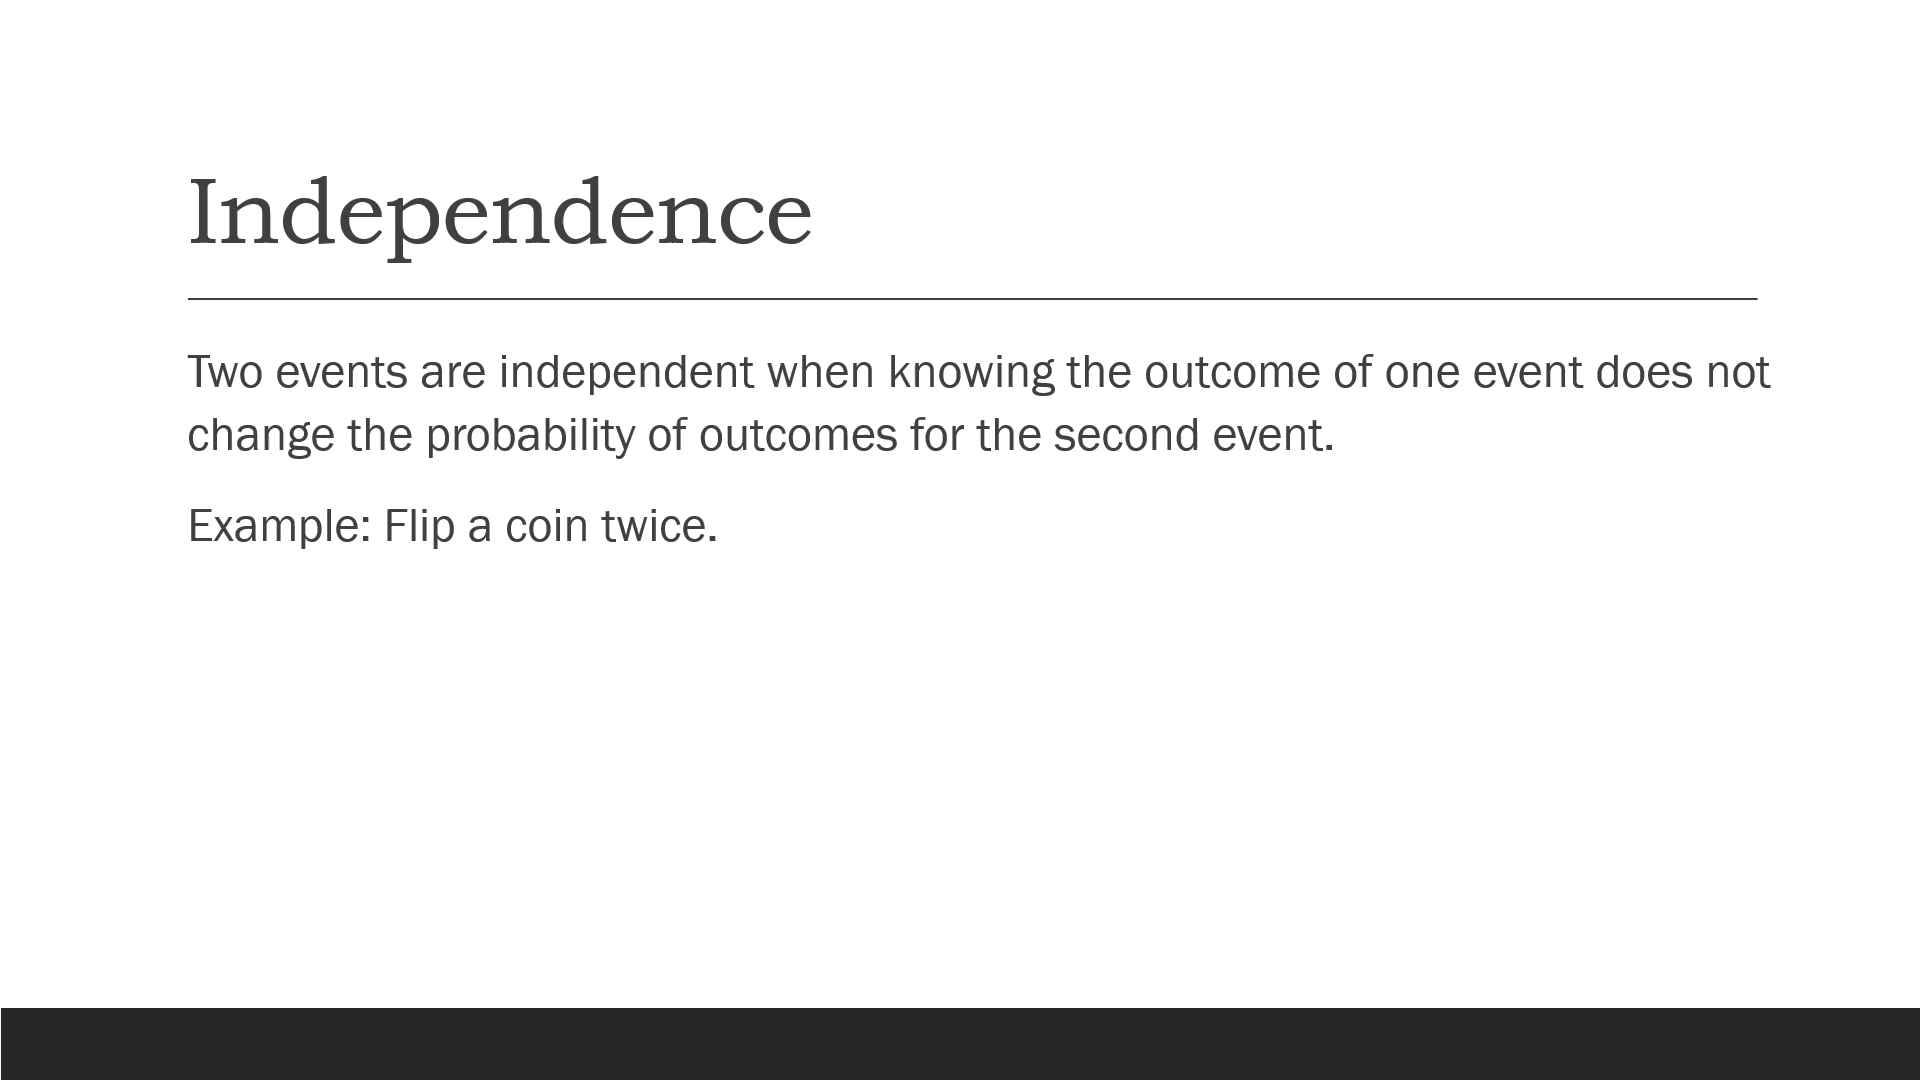 Independence
Two events are independent when knowing the outcome of one event does not
change the probability of outcomes for the second event.
Example: Flip a coin twice.